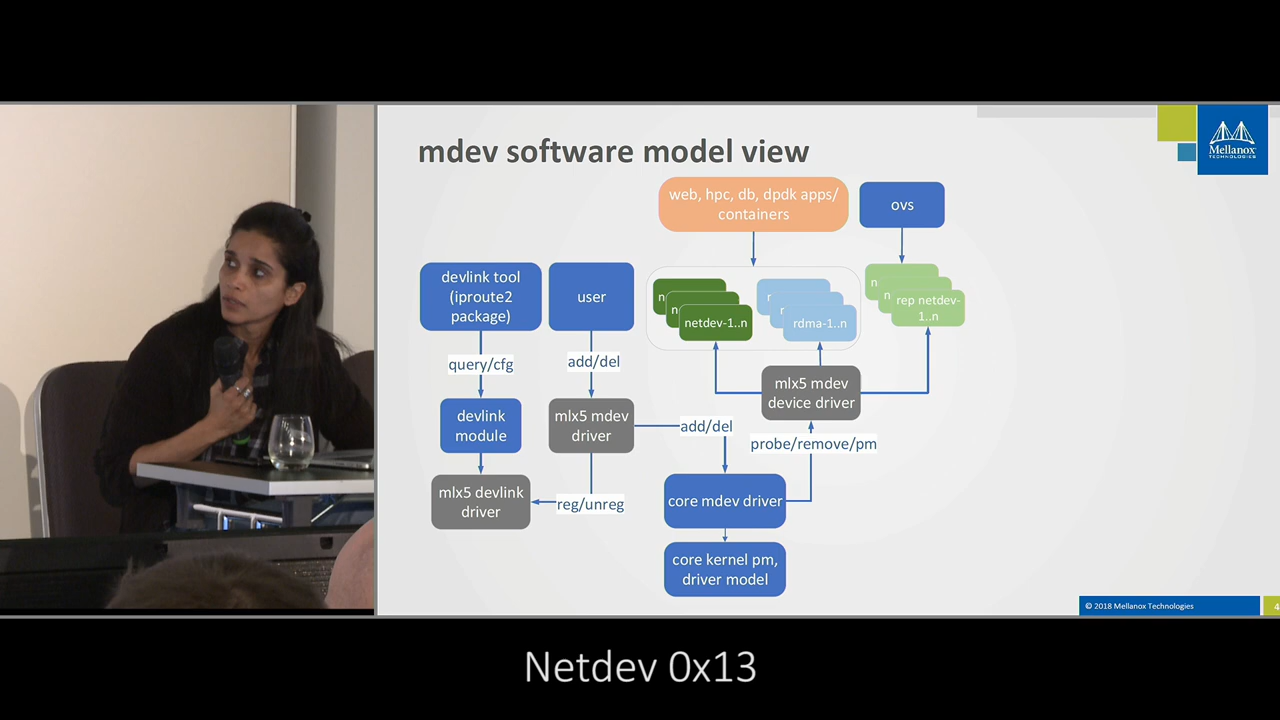 mdev software model view
Mellanox
TECHNOLOGIES
web, hpc, db, dpdk apps/
containers
ovs
devlink tool
(iproute2
package)
user
n
n
netdev-1..n
r
r
rdma-1..n
n
n
rep netdev-
1..n
query/cfg
add/del
mlx5 mdev
device driver
devlink
module
mlx5 mdev
driver
add/del
probe/remove/pm
mlx5 devlink
driver
reg/unreg
core mdev driver
core kernel pm,
driver model
© 2018 Mellanox Technologies
4
Netdev 0x13